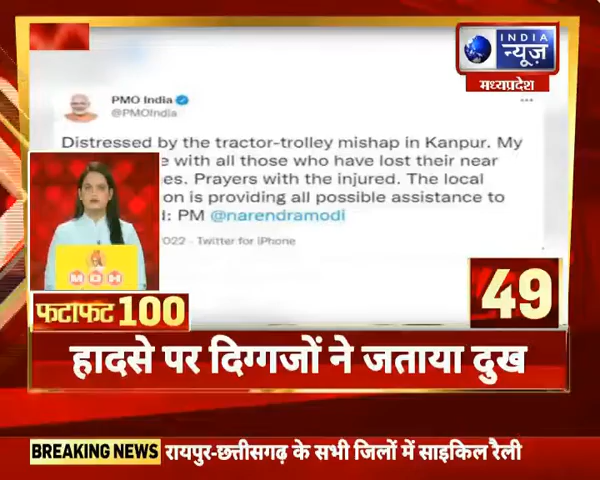 INDIA
न्यूज़
मध्यप्रदेश
PMO India
@PMOIndia
Distressed by the tractor-trolley mishap in Kanpur. My
e with all those who have lost their near
es. Prayers with the injured. The local
on is providing all possible assistance to
d: PM @narendramodi
2022 - Twitter for iPhone
MDH
फटाफट 100
49
हादसे पर दिग्गजों ने जताया दुख
BREAKING NEWS रायपुर-छत्तीसगढ़ के सभी जिलों में साइकिल रैली